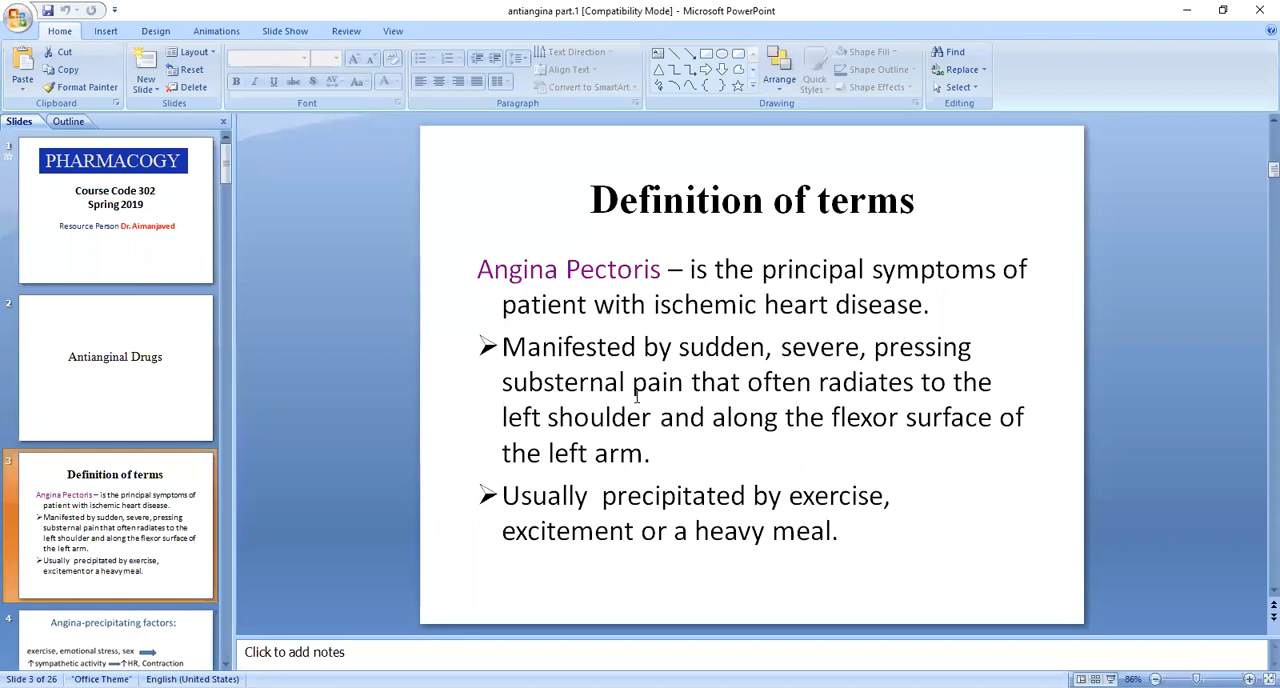 antiangina part.1 [Compatibility Mode] - Microsoft PowerPoint
Home Insert Design Animations Slide Show Review View
Paste
Cut
Copy
Format Painter
Clipboard
New Slide
Layout
Reset
Delete
Slides
Font
Paragraph
Text Direction
Align Text
Convert to SmartArt
Arrange
Quick Styles
Shape Fill
Shape Outline
Shape Effects
Drawing
Find
Replace
Select
Editing
Slides Outline
1
PHARMACOGY
Course Code 302
Spring 2019
Resource Person Dr. Aimanjaved
2
Antianginal Drugs
3
Definition of terms
Angina Pectoris – is the principal symptoms of
patient with ischemic heart disease.
Manifested by sudden, severe, pressing
substernal pain that often radiates to the
left shoulder and along the flexor surface of
the left arm.
Usually precipitated by exercise,
excitement or a heavy meal.
4
Angina-precipitating factors:
exercise, emotional stress, sex
↑sympathetic activity ↑HR, Contraction
Definition of terms
Angina Pectoris – is the principal symptoms of
patient with ischemic heart disease.
➢Manifested by sudden, severe, pressing
substernal pain that often radiates to the
left shoulder and along the flexor surface of
the left arm.
➢Usually precipitated by exercise,
excitement or a heavy meal.
Click to add notes
Slide 3 of 26 "Office Theme" English (United States) 86%